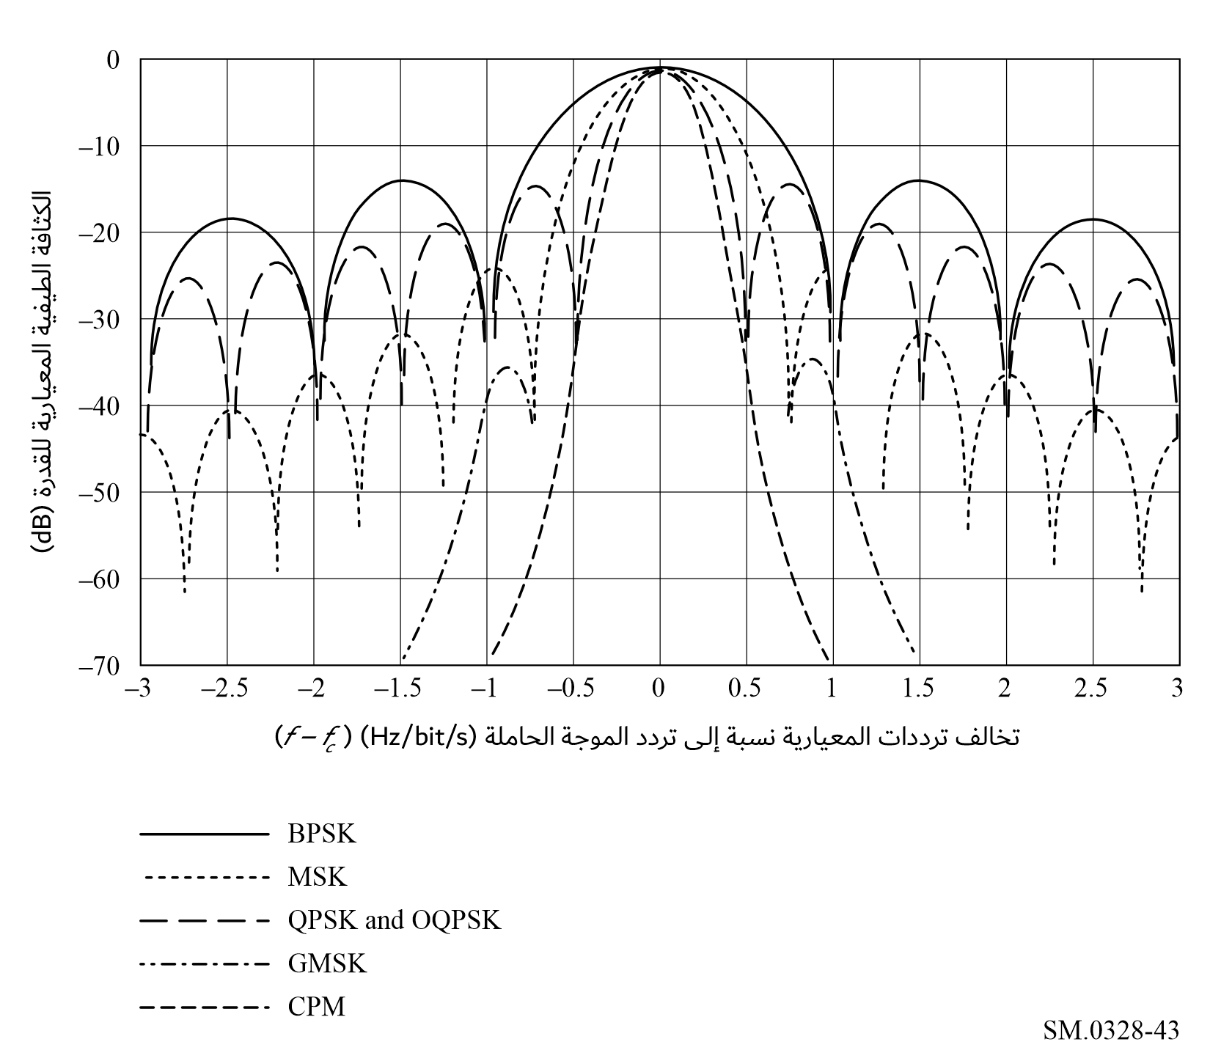 0
–10
–20
–30
–40
–50
–60
–70
الكثافة الطيفية المعيارية للقدرة (dB)
–3 –2.5 –2 –1.5 –1 –0.5 0 0.5 1 1.5 2 2.5 3
تخالف ترددات المعيارية نسبة إلى تردد الموجة الحاملة (Hz/bit/s) (f – fc)
BPSK
MSK
QPSK and OQPSK
GMSK
CPM
SM.0328-43